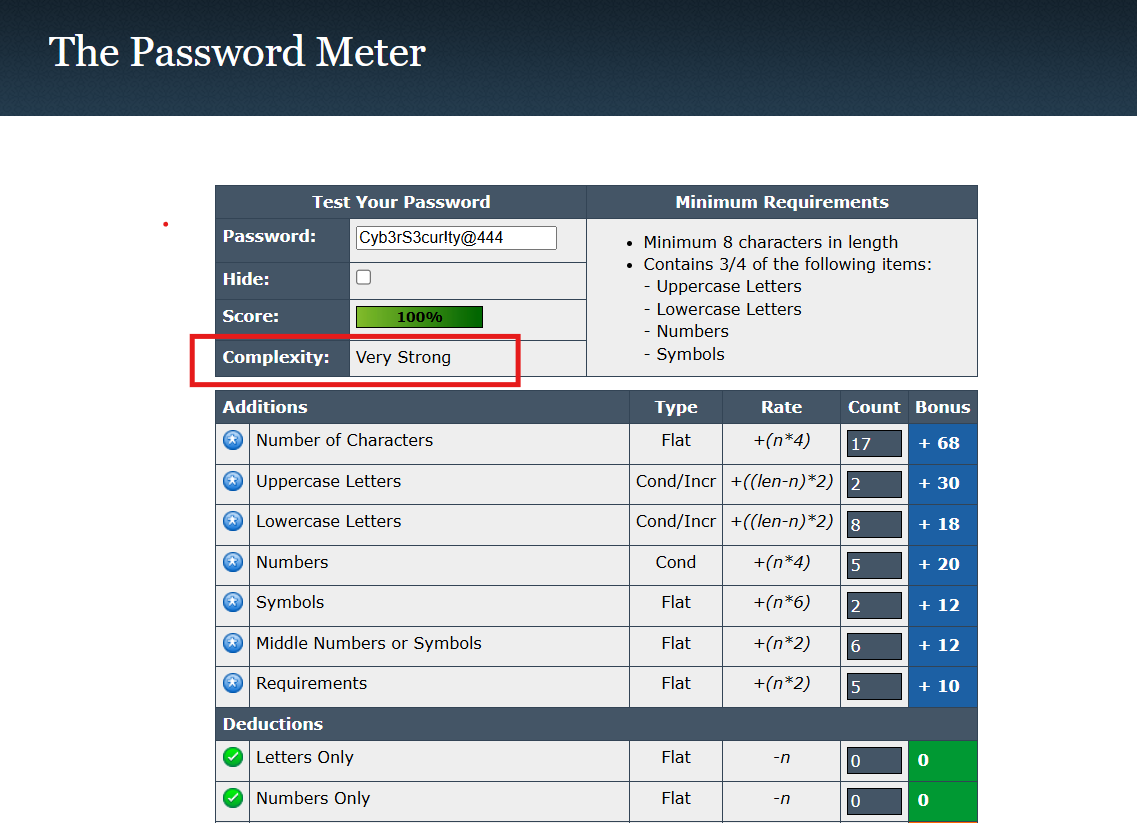 The Password Meter
Test Your Password
Minimum Requirements
Password: Cyb3rS3cur!ty@444
Hide:
Score: 100%
Complexity: Very Strong
• Minimum 8 characters in length
• Contains 3/4 of the following items:
- Uppercase Letters
- Lowercase Letters
- Numbers
- Symbols
Additions Type Rate Count Bonus
Number of Characters Flat +(n*4) 17 + 68
Uppercase Letters Cond/Incr +((len-n)*2) 2 + 30
Lowercase Letters Cond/Incr +((len-n)*2) 8 + 18
Numbers Cond +(n*4) 5 + 20
Symbols Flat +(n*6) 2 + 12
Middle Numbers or Symbols Flat +(n*2) 6 + 12
Requirements Flat +(n*2) 5 + 10
Deductions
Letters Only Flat -n 0 0
Numbers Only Flat -n 0 0